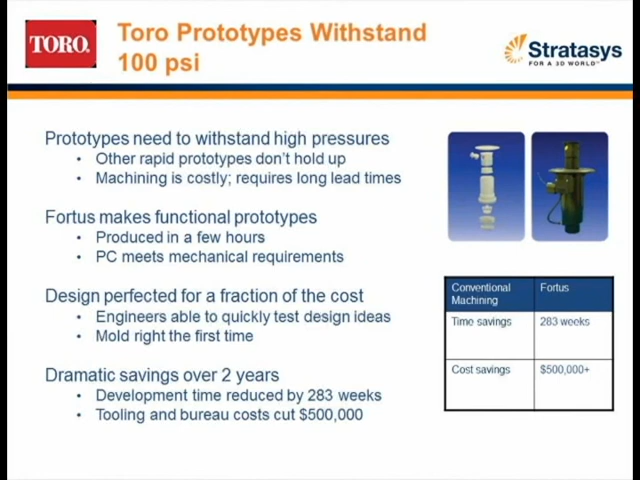 TORO.
Toro Prototypes Withstand
100 psi
Stratasys
FOR A 3D WORLD™
Prototypes need to withstand high pressures
• Other rapid prototypes don't hold up
• Machining is costly; requires long lead times
Fortus makes functional prototypes
• Produced in a few hours
• PC meets mechanical requirements
Design perfected for a fraction of the cost
• Engineers able to quickly test design ideas
• Mold right the first time
Dramatic savings over 2 years
• Development time reduced by 283 weeks
• Tooling and bureau costs cut $500,000
Conventional Fortus
Machining
Time savings 283 weeks
Cost savings $500,000+